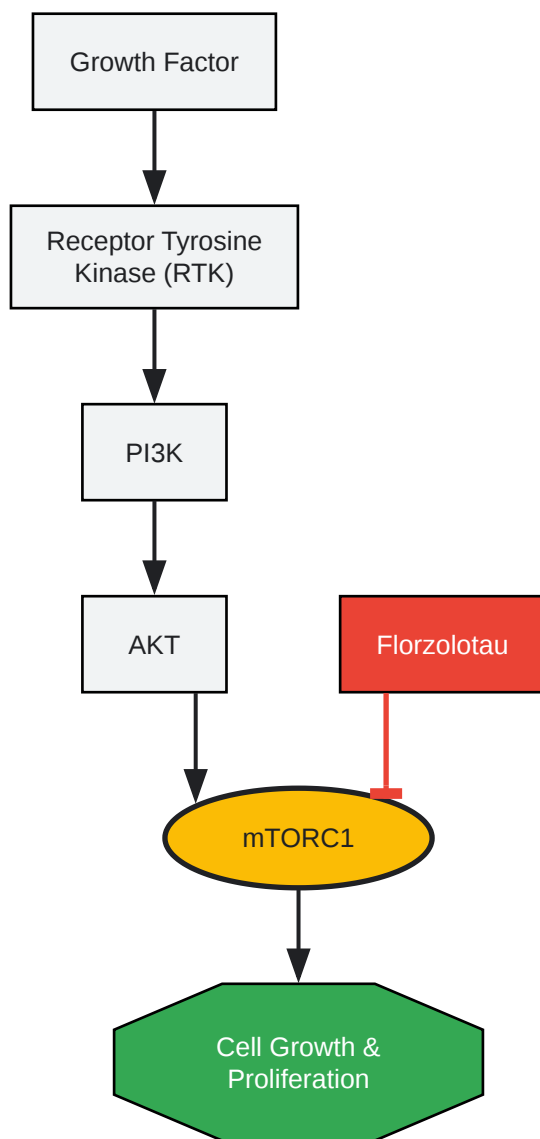 Growth Factor
Receptor Tyrosine
Kinase (RTK)
PI3K
AKT
Florzolotau
mTORC1
Cell Growth &
Proliferation